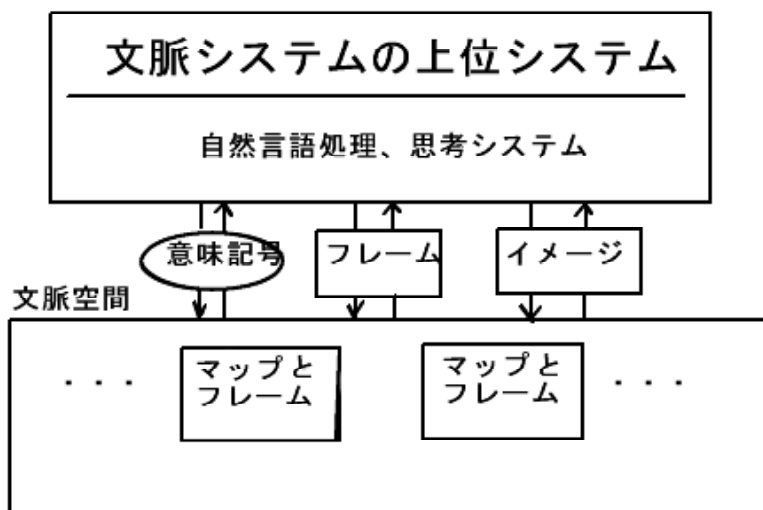 文脈システムの上位システム
自然言語処理、思考システム
意味記号
フレーム
イメージ
文脈空間
・・・
マップと
フレーム
マップと
フレーム
・・・